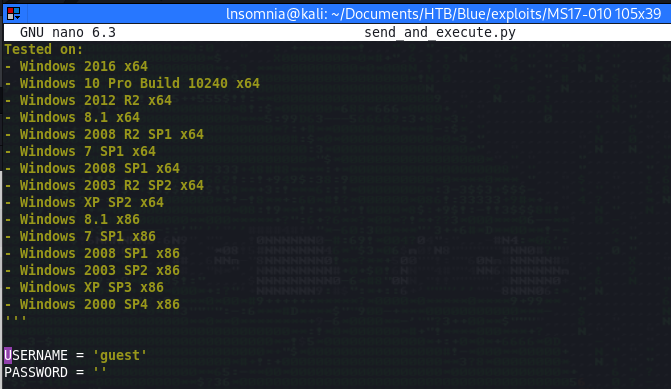 lnsomnia@kali: ~/Documents/HTB/Blue/exploits/MS17-010 105x39
GNU nano 6.3 send_and_execute.py
Tested on:
- Windows 2016 x64
- Windows 10 Pro Build 10240 x64
- Windows 2012 R2 x64
- Windows 8.1 x64
- Windows 2008 R2 SP1 x64
- Windows 7 SP1 x64
- Windows 2008 SP1 x64
- Windows 2003 R2 SP2 x64
- Windows XP SP2 x64
- Windows 8.1 x86
- Windows 7 SP1 x86
- Windows 2008 SP1 x86
- Windows 2003 SP2 x86
- Windows XP SP3 x86
- Windows 2000 SP4 x86
'''
USERNAME = 'guest'
PASSWORD = ''